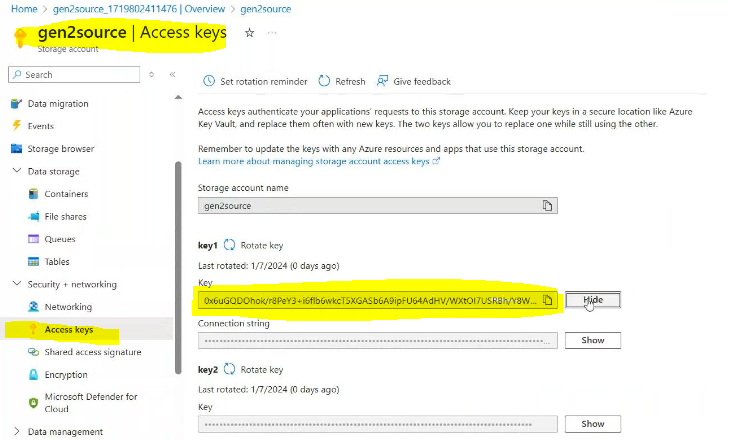 Home > gen2source_1719802411476 | Overview > gen2source
gen2source | Access keys
Storage account
Search
Set rotation reminder Refresh Give feedback
Data migration
Events
Storage browser
Data storage
Containers
File shares
Queues
Tables
Security + networking
Networking
Access keys
Shared access signature
Encryption
Microsoft Defender for
Cloud
Data management
Access keys authenticate your applications' requests to this storage account. Keep your keys in a secure location like Azure
Key Vault, and replace them often with new keys. The two keys allow you to replace one while still using the other.
Remember to update the keys with any Azure resources and apps that use this storage account.
Learn more about managing storage account access keys
Storage account name
gen2source
key1 Rotate key
Last rotated: 1/7/2024 (0 days ago)
Key
Hide
Connection string
Show
key2 Rotate key
Last rotated: 1/7/2024 (0 days ago)
Key
Show